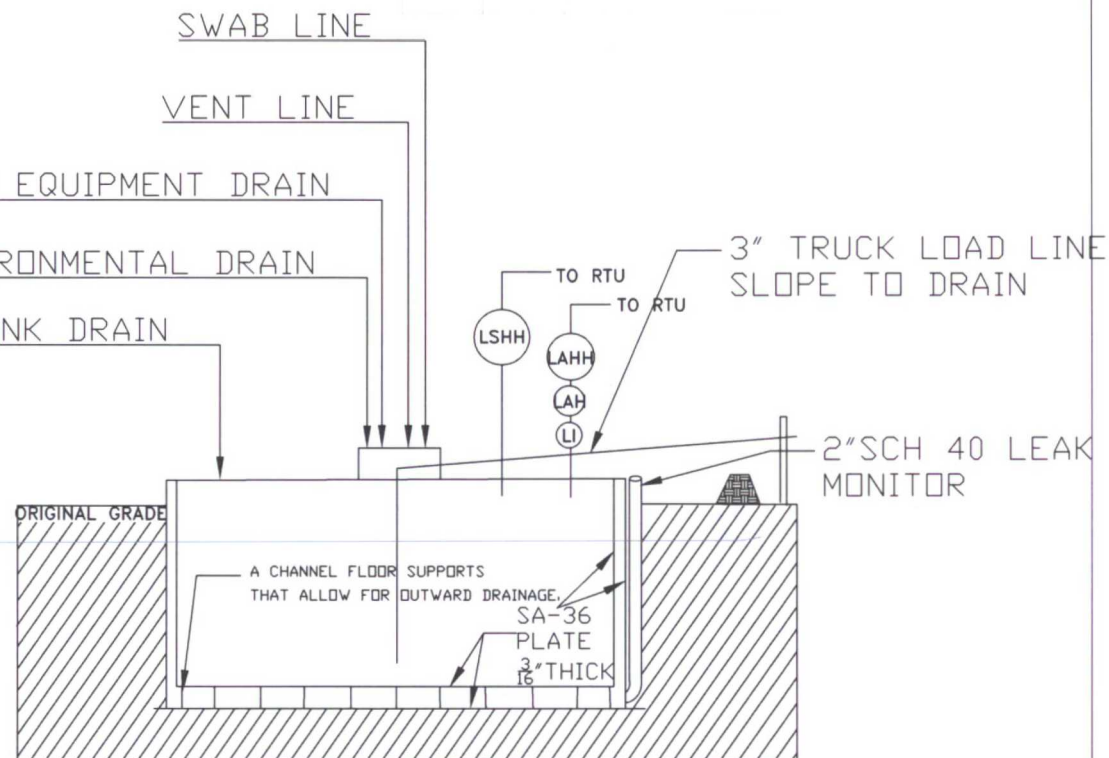 SWAB LINE
VENT LINE
EQUIPMENT DRAIN
RONMENTAL DRAIN
NK DRAIN
TO RTU
TO RTU
3" TRUCK LOAD LINE
SLOPE TO DRAIN
LSHH
LAHH
LAH
LI
2"SCH 40 LEAK
MONITOR
ORIGINAL GRADE
A CHANNEL FLOOR SUPPORTS
THAT ALLOW FOR OUTWARD DRAINAGE.
SA-36
PLATE
3/16"THICK